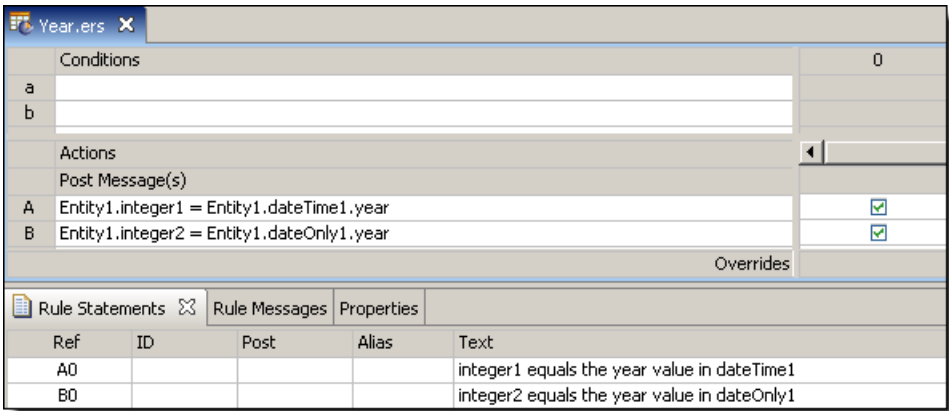 Year.ers
Conditions 0
a
b
Actions
Post Message(s)
A Entity1.integer1 = Entity1.dateTime1.year
B Entity1.integer2 = Entity1.dateOnly1.year
Overrides
Rule Statements Rule Messages Properties
Ref ID Post Alias Text
A0 integer1 equals the year value in dateTime1
B0 integer2 equals the year value in dateOnly1